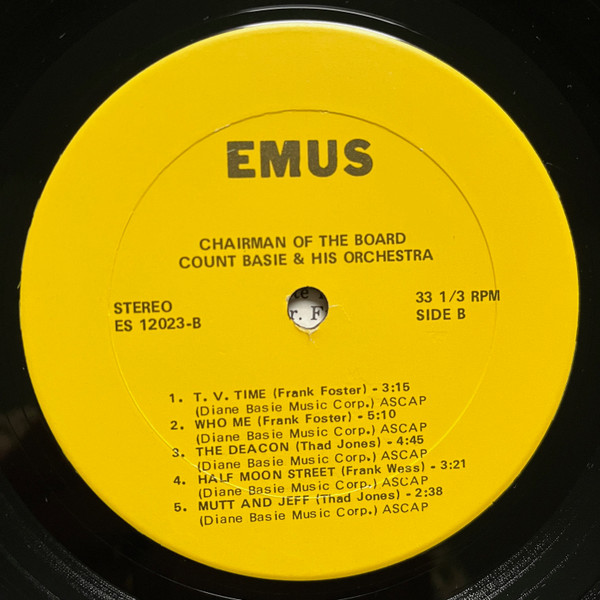 EMUS
CHAIRMAN OF THE BOARD
COUNT BASIE & HIS ORCHESTRA
STEREO
ES 12023-B
33 1/3 RPM
SIDE B
r. F
1. T. V. TIME (Frank Foster) - 3:15
(Diane Basie Music Corp.) ASCAP
2. WHO ME (Frank Foster) - 5:10
(Diane Basie Music Corp.) ASCAP
3. THE DEACON (Thad Jones) - 4:45
(Diane Basie Music Corp.) ASCAP
4. HALF MOON STREET (Frank Wess) - 3:21
(Diane Basie Music Corp.) ASCAP
5. MUTT AND JEFF (Thad Jones) - 2:38
(Diane Basie Music Corp.) ASCAP